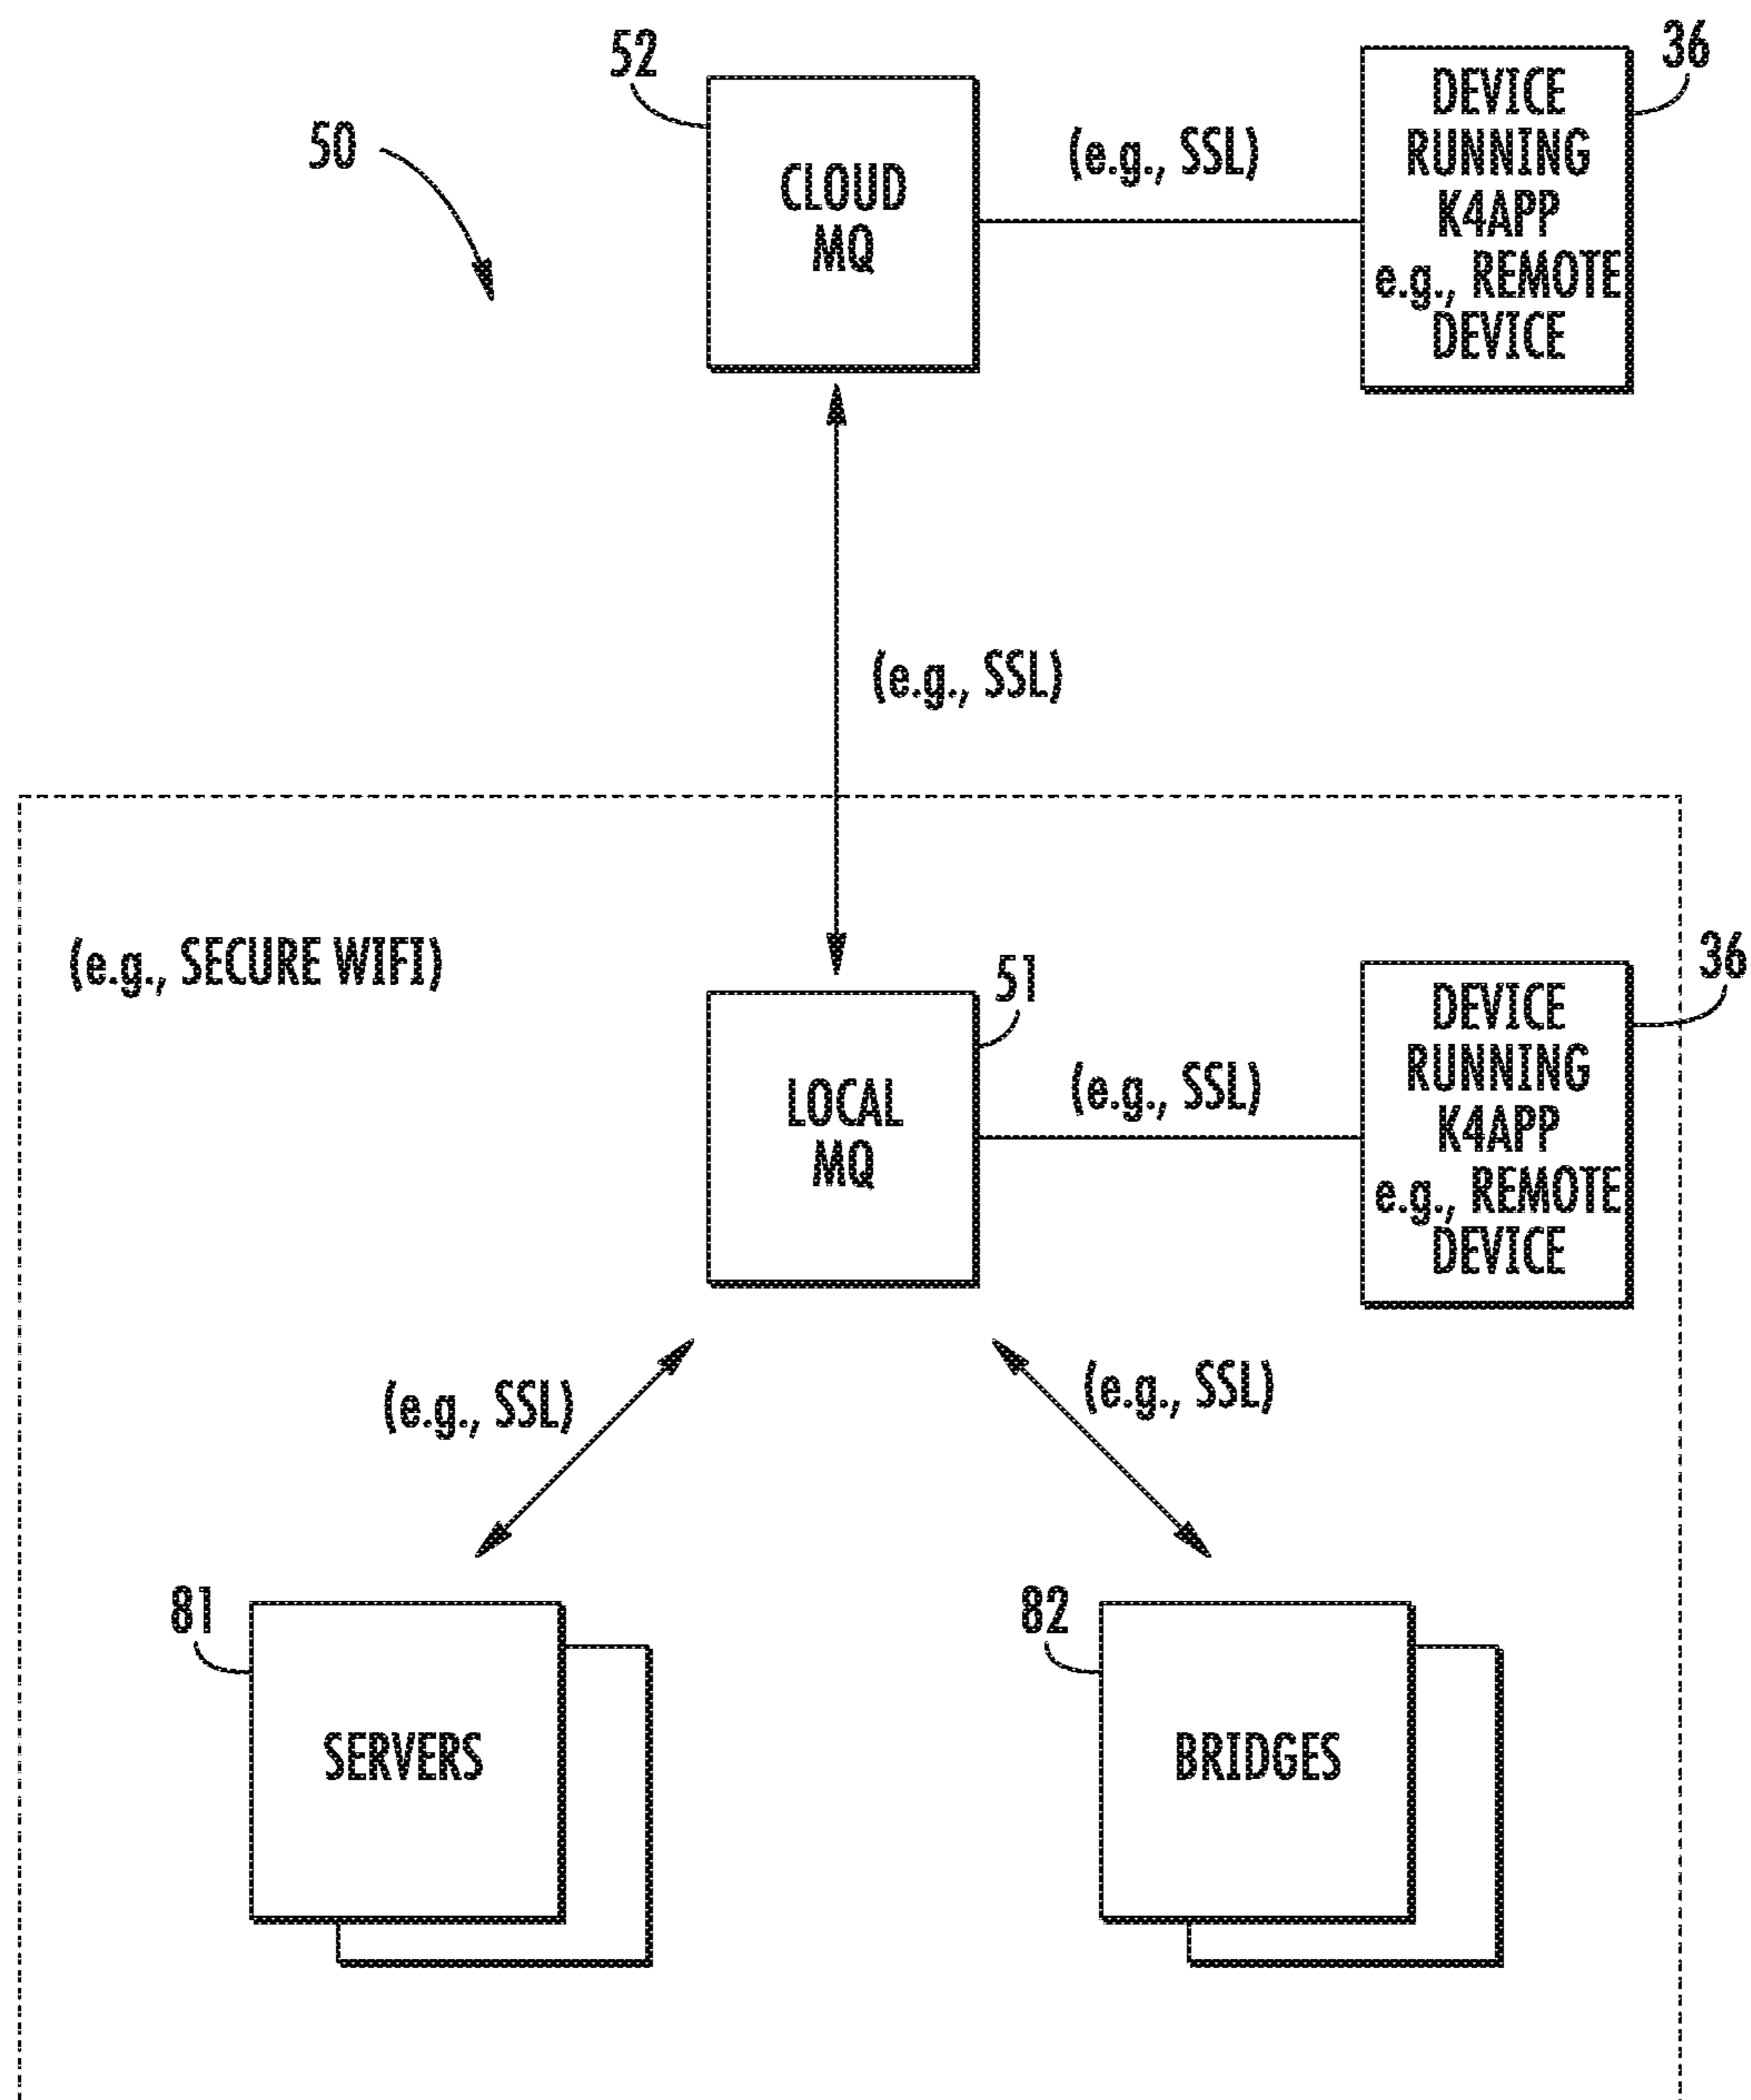 52
36
50
CLOUD
MQ
(e.g., SSL)
DEVICE
RUNNING
K4APP
e.g., REMOTE
DEVICE
(e.g., SSL)
(e.g., SECURE WIFI)
51
36
LOCAL
MQ
(e.g., SSL)
DEVICE
RUNNING
K4APP
e.g., REMOTE
DEVICE
(e.g., SSL)
(e.g., SSL)
81
82
SERVERS
BRIDGES